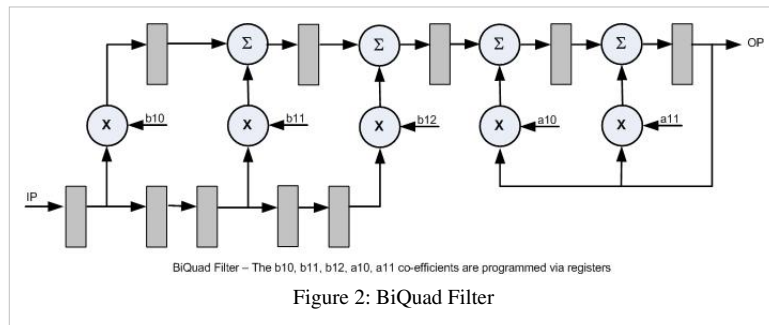 Σ Σ Σ Σ OP
X b10 X b11 X b12 X a10 X a11
IP
BiQuad Filter – The b10, b11, b12, a10, a11 co-efficients are programmed via registers
Figure 2: BiQuad Filter